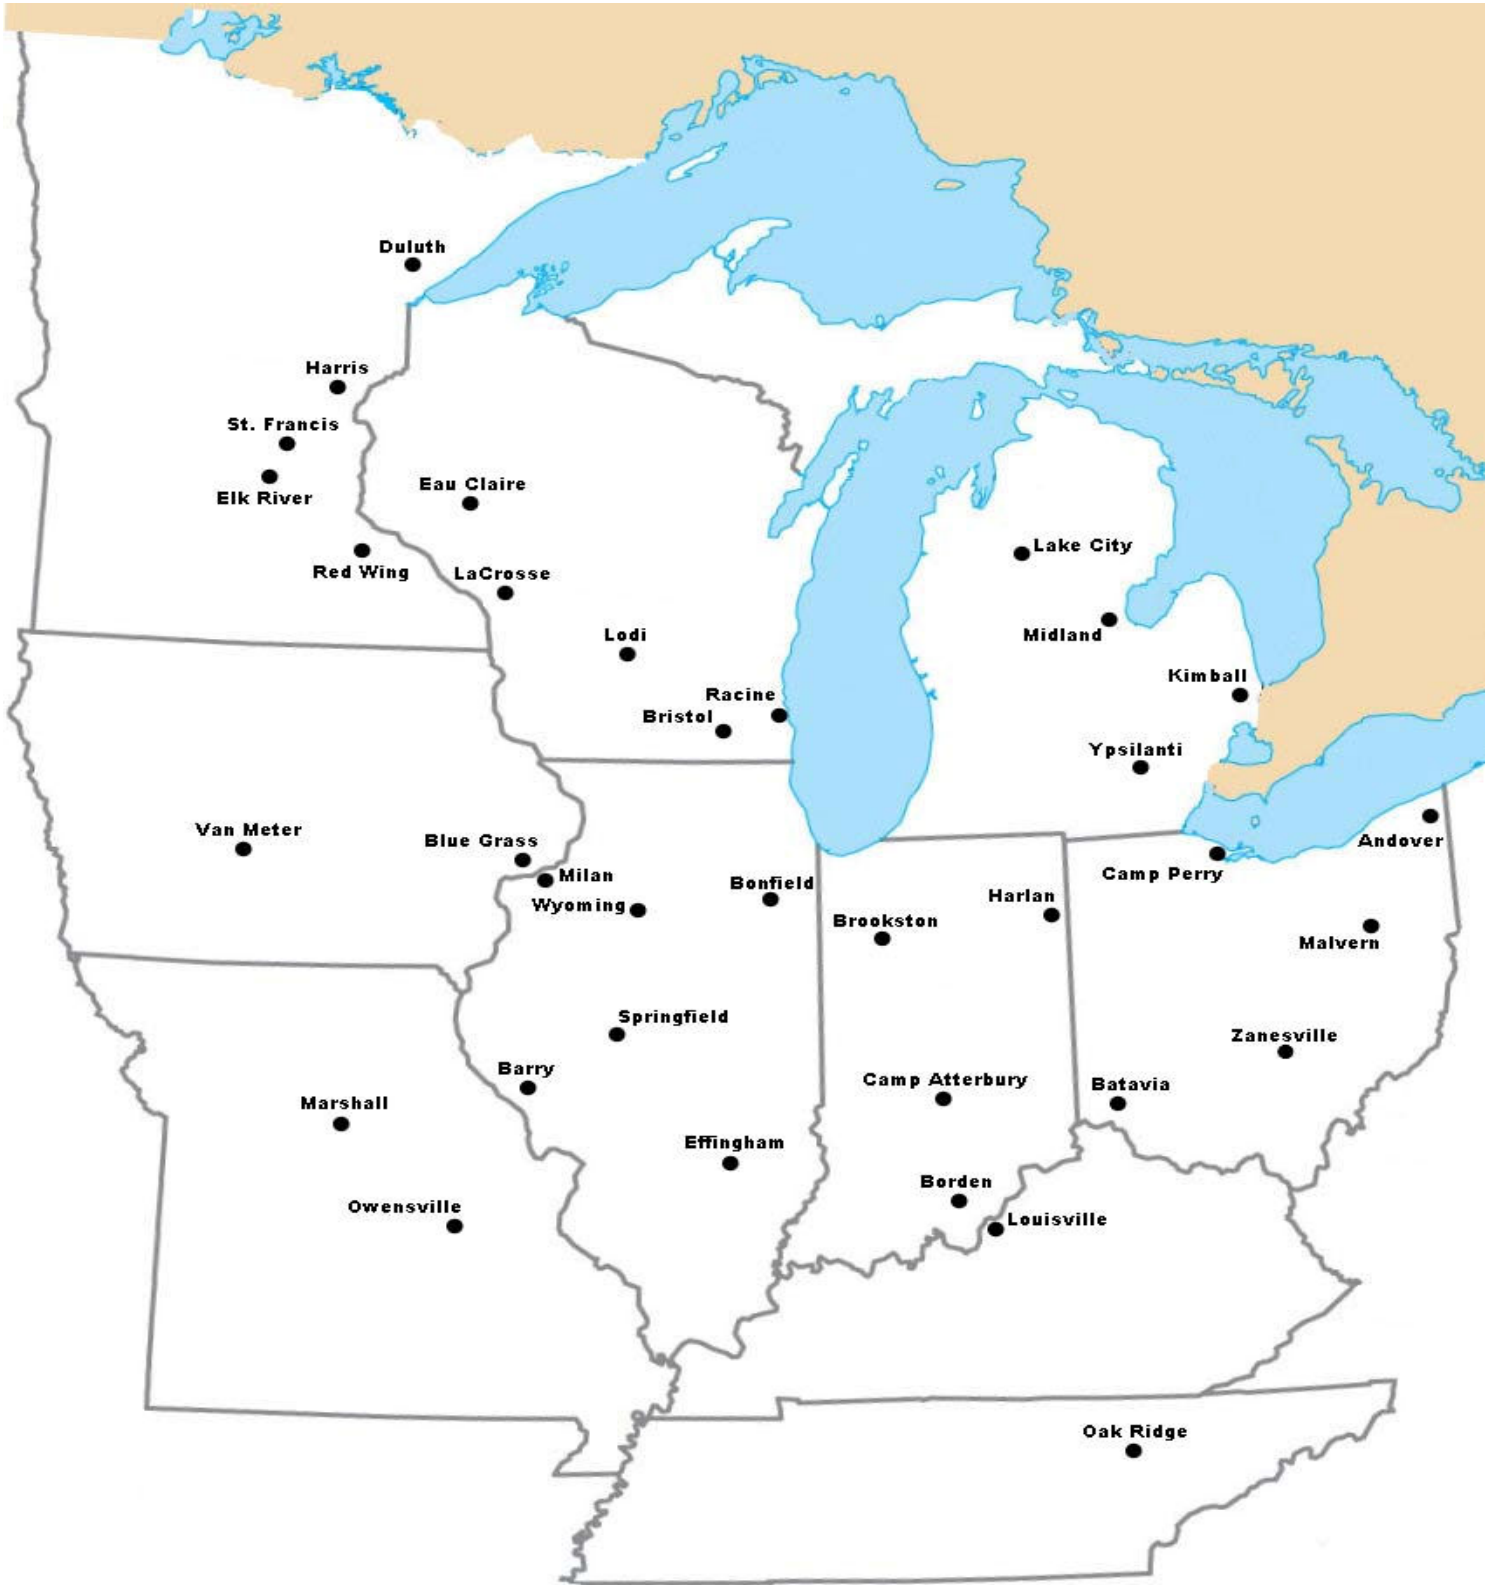 Duluth
Harris
St. Francis
Eau Claire
Elk River
Lake City
Red Wing
LaCrosse
Lodi
Midland
Kimball
Racine
Bristol
Ypsilanti
Van Meter
Blue Grass
Andover
Milan
Camp Perry
Bonfield
Harlan
Wyoming
Brookston
Malvern
Springfield
Zanesville
Barry
Camp Atterbury
Batavia
Marshall
Effingham
Borden
Owensville
Louisville
Oak Ridge